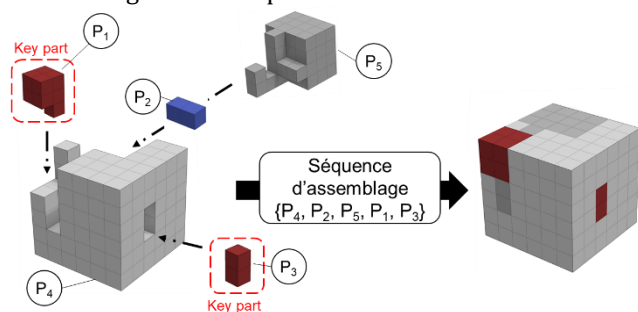 P1
Key part
P5
P2
Séquence
d'assemblage
{P4, P2, P5, P1, P3}
P4
P3
Key part